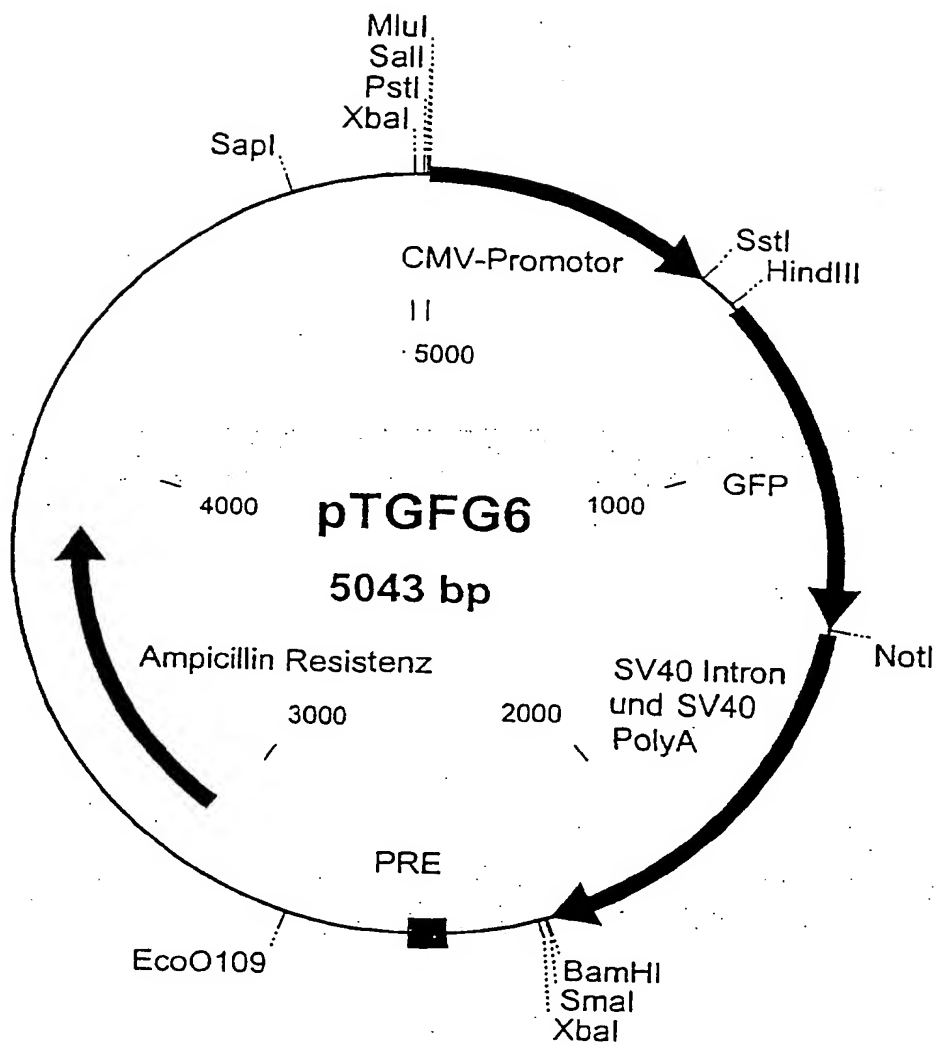 MluI
SalI
PstI
XbaI
SapI
SstI
HindIII
CMV-Promotor
5000
GFP
4000
1000
pTGFG6
5043 bp
Ampicillin Resistenz
NotI
SV40 Intron
und SV40
PolyA
3000
2000
PRE
EcoO109
BamHI
SmaI
XbaI